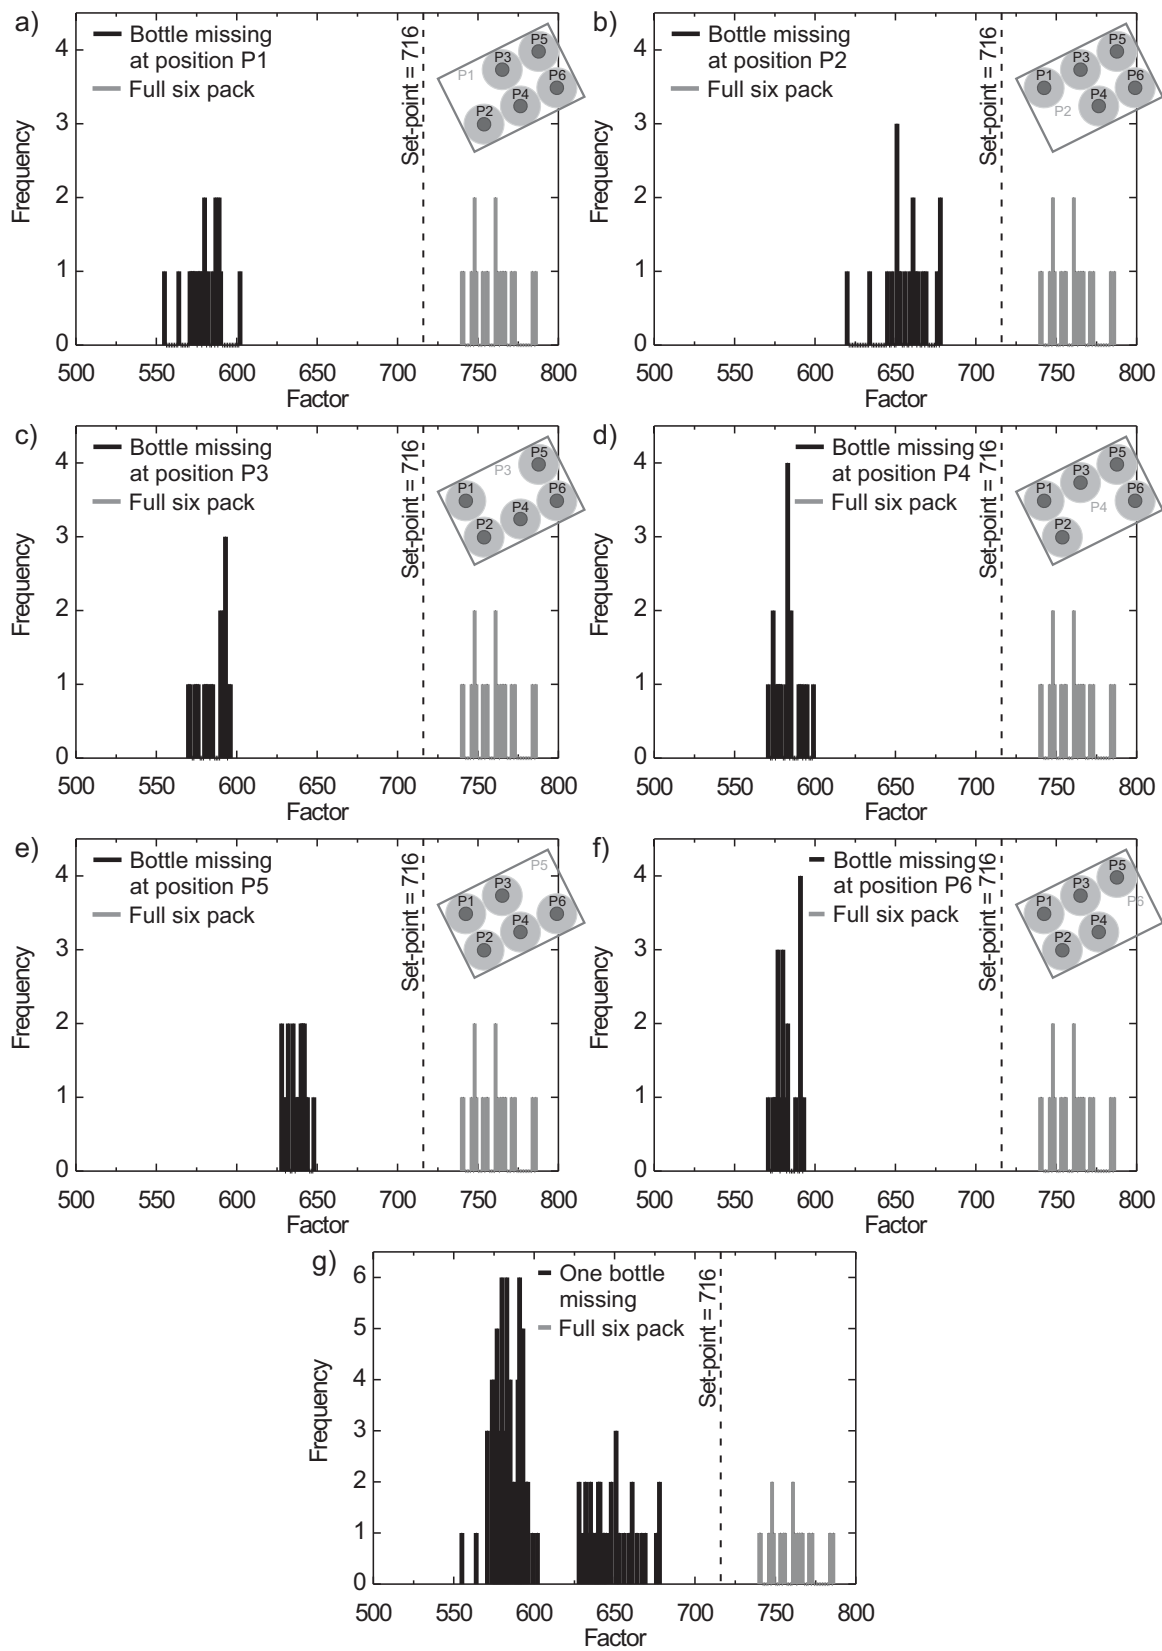 a)
Bottle missing
at position P1
Full six pack
Set-point = 716
P1
P2
P3
P4
P5
P6
Frequency
0
1
2
3
4
500 550 600 650 700 750 800
Factor
b)
Bottle missing
at position P2
Full six pack
Set-point = 716
P1
P2
P3
P4
P5
P6
Frequency
0
1
2
3
4
500 550 600 650 700 750 800
Factor
c)
Bottle missing
at position P3
Full six pack
Set-point = 716
P1
P2
P3
P4
P5
P6
Frequency
0
1
2
3
4
500 550 600 650 700 750 800
Factor
d)
Bottle missing
at position P4
Full six pack
Set-point = 716
P1
P2
P3
P4
P5
P6
Frequency
0
1
2
3
4
500 550 600 650 700 750 800
Factor
e)
Bottle missing
at position P5
Full six pack
Set-point = 716
P1
P2
P3
P4
P5
P6
Frequency
0
1
2
3
4
500 550 600 650 700 750 800
Factor
f)
Bottle missing
at position P6
Full six pack
Set-point = 716
P1
P2
P3
P4
P5
P6
Frequency
0
1
2
3
4
500 550 600 650 700 750 800
Factor
g)
One bottle
missing
Full six pack
Set-point = 716
Frequency
0
1
2
3
4
5
6
500 550 600 650 700 750 800
Factor